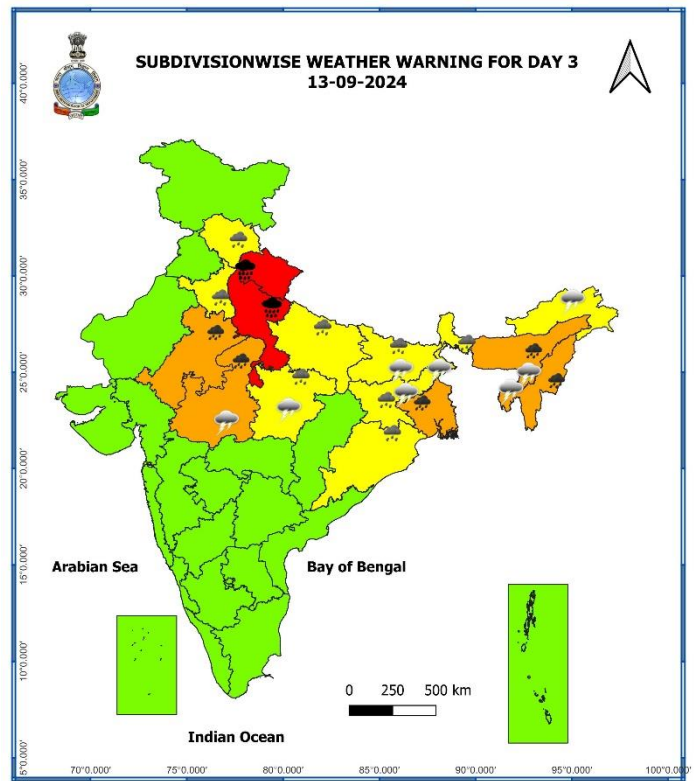 SUBDIVISIONWISE WEATHER WARNING FOR DAY 3
13-09-2024
40°0.000'
35°0.000'
30°0.000'
25°0.000'
20°0.000'
15°0.000'
10°0.000'
5°0.000'
Arabian Sea
Bay of Bengal
0 250 500 km
Indian Ocean
70°0.000' 75°0.000' 80°0.000' 85°0.000' 90°0.000' 95°0.000' 100°0.000'